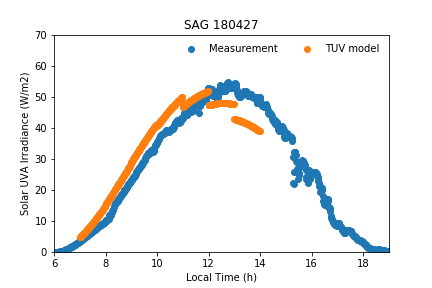 SAG 180427
Measurement TUV model
Solar UVA Irradiance (W/m2)
70
60
50
40
30
20
10
0
6 8 10 12 14 16 18
Local Time (h)